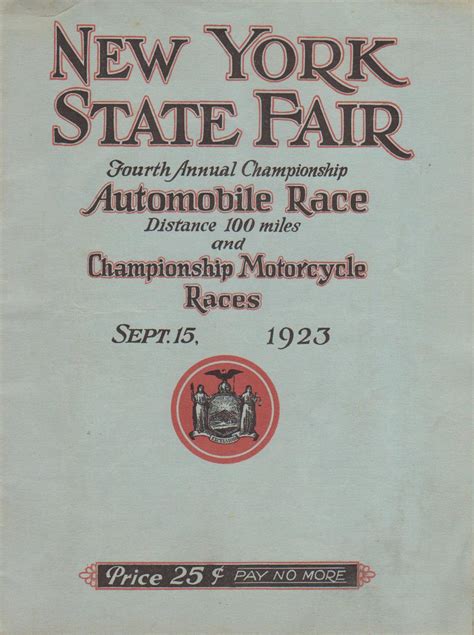 NEW YORK
STATE FAIR
Fourth Annual Championship
Automobile Race
Distance 100 miles
and
Championship Motorcycle
Races
SEPT. 15, 1923
EXCELSIOR
Price 25 ¢ PAY NO MORE